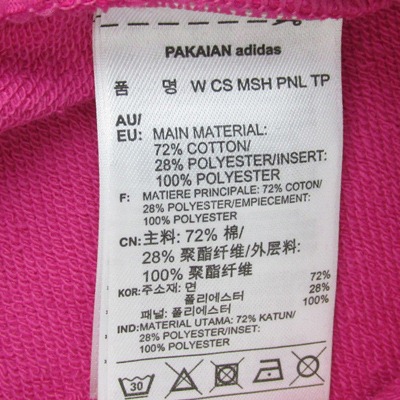 PAKAIAN adidas
품 명 W CS MSH PNL TP
AU/
EU: MAIN MATERIAL:
72% COTTON/
28% POLYESTER/INSERT:
100% POLYESTER
F: MATIERE PRINCIPALE: 72% COTON/
28% POLYESTER/EMPIECEMENT:
100% POLYESTER
CN: 主料: 72% 棉/
28% 聚酯纤维/外层料:
100% 聚酯纤维
KOR: 주소재: 면 72%
폴리에스터 28%
패널: 폴리에스터 100%
IND: MATERIAL UTAMA: 72% KATUN/
28% POLYESTER/INSET:
100% POLYESTER
30